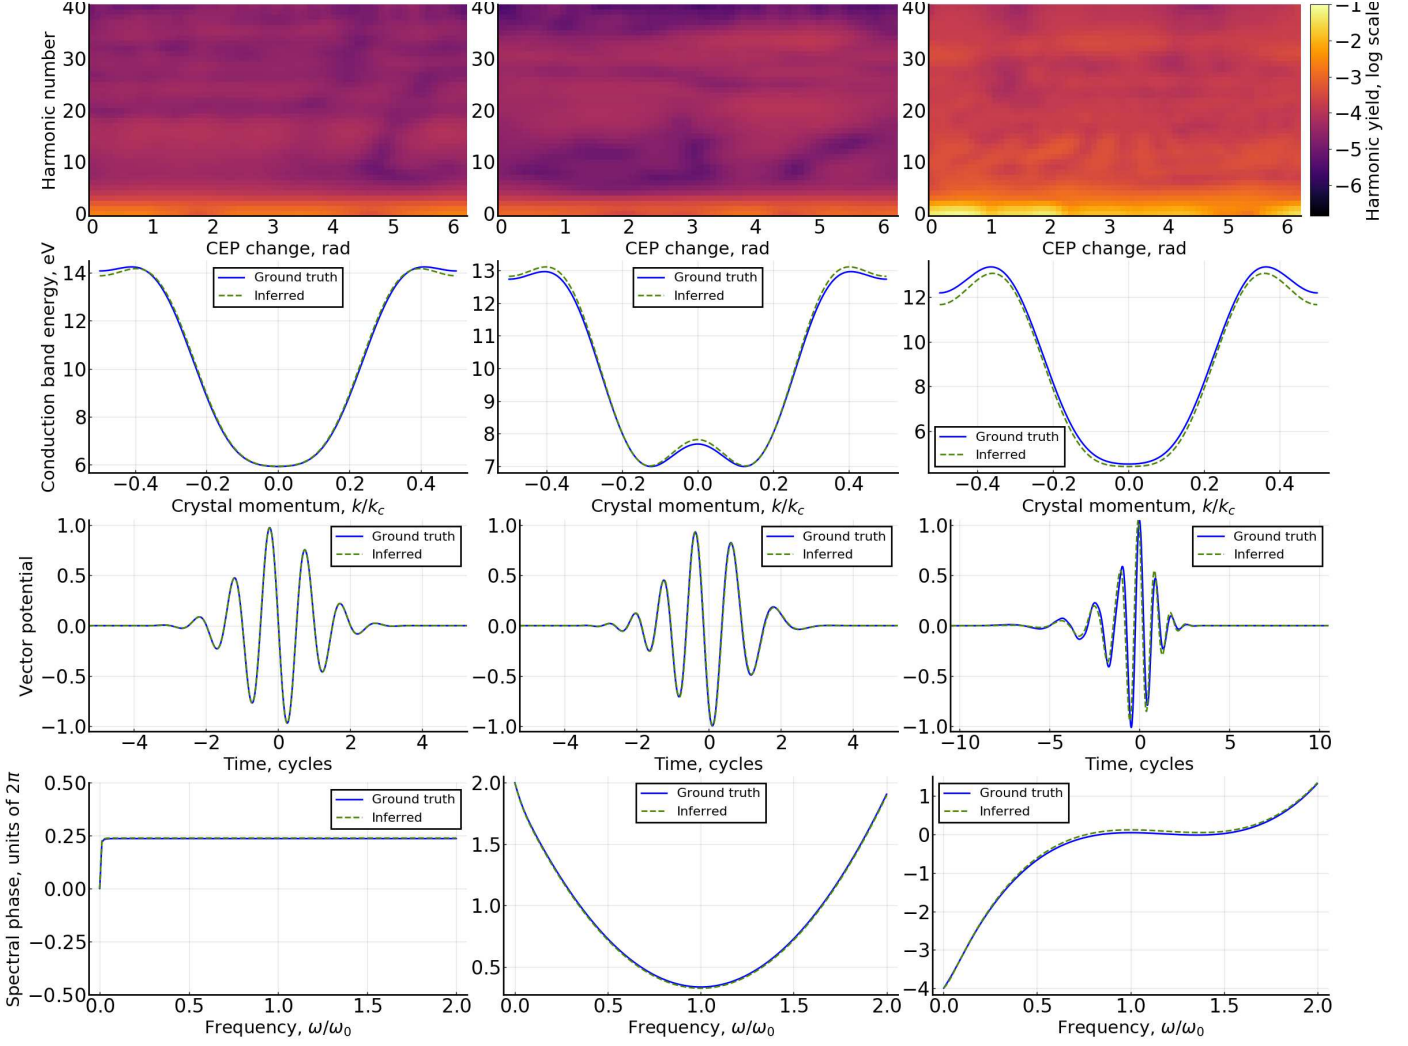 40
30
20
10
0
Harmonic number
0 1 2 3 4 5 6
CEP change, rad
40
30
20
10
0
0 1 2 3 4 5 6
CEP change, rad
40
30
20
10
0
0 1 2 3 4 5 6
CEP change, rad
−1
−2
−3
−4
−5
−6
Harmonic yield, log scale
Conduction band energy, eV
14
12
10
8
6
Ground truth
Inferred
−0.4 −0.2 0.0 0.2 0.4
Crystal momentum, k/kc
13
12
11
10
9
8
7
Ground truth
Inferred
−0.4 −0.2 0.0 0.2 0.4
Crystal momentum, k/kc
12
10
8
6
Ground truth
Inferred
−0.4 −0.2 0.0 0.2 0.4
Crystal momentum, k/kc
Vector potential
1.0
0.5
0.0
−0.5
−1.0
Ground truth
Inferred
−4 −2 0 2 4
Time, cycles
1.0
0.5
0.0
−0.5
−1.0
Ground truth
Inferred
−4 −2 0 2 4
Time, cycles
1.0
0.5
0.0
−0.5
−1.0
Ground truth
Inferred
−10 −5 0 5 10
Time, cycles
Spectral phase, units of 2π
0.50
0.25
0.00
−0.25
−0.50
Ground truth
Inferred
0.0 0.5 1.0 1.5 2.0
Frequency, ω/ω0
2.0
1.5
1.0
0.5
Ground truth
Inferred
0.0 0.5 1.0 1.5 2.0
Frequency, ω/ω0
1
0
−1
−2
−3
−4
Ground truth
Inferred
0.0 0.5 1.0 1.5 2.0
Frequency, ω/ω0